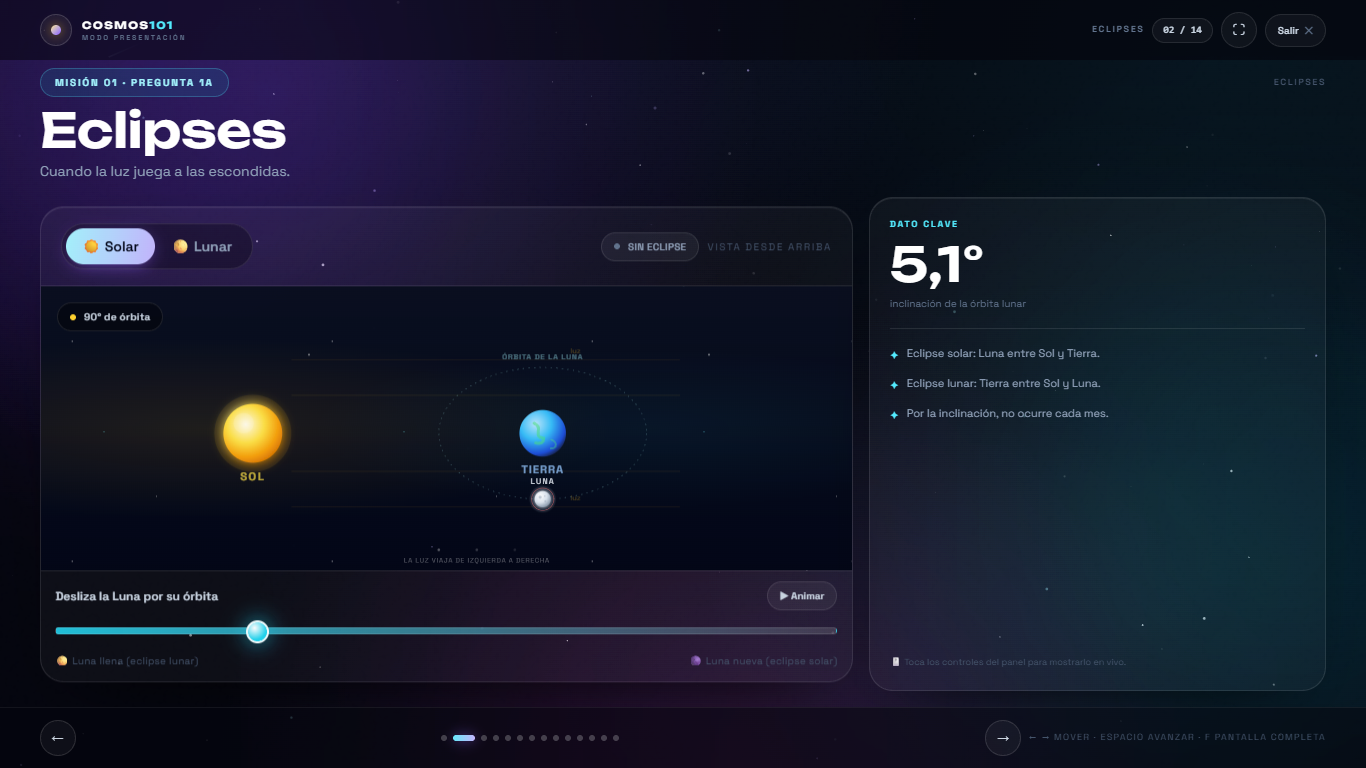 COSMOS101
MODO PRESENTACIÓN
ECLIPSES
02 / 14
Salir ✕
MISIÓN 01 · PREGUNTA 1A
ECLIPSES
Eclipses
Cuando la luz juega a las escondidas.
Solar
Lunar
SIN ECLIPSE
VISTA DESDE ARRIBA
90° de órbita
luz
ÓRBITA DE LA LUNA
SOL
TIERRA
LUNA
luz
LA LUZ VIAJA DE IZQUIERDA A DERECHA
Desliza la Luna por su órbita
▶ Animar
Luna llena (eclipse lunar)
Luna nueva (eclipse solar)
DATO CLAVE
5,1°
inclinación de la órbita lunar
Eclipse solar: Luna entre Sol y Tierra.
Eclipse lunar: Tierra entre Sol y Luna.
Por la inclinación, no ocurre cada mes.
Toca los controles del panel para mostrarlo en vivo.
←
→
← → MOVER · ESPACIO AVANZAR · F PANTALLA COMPLETA